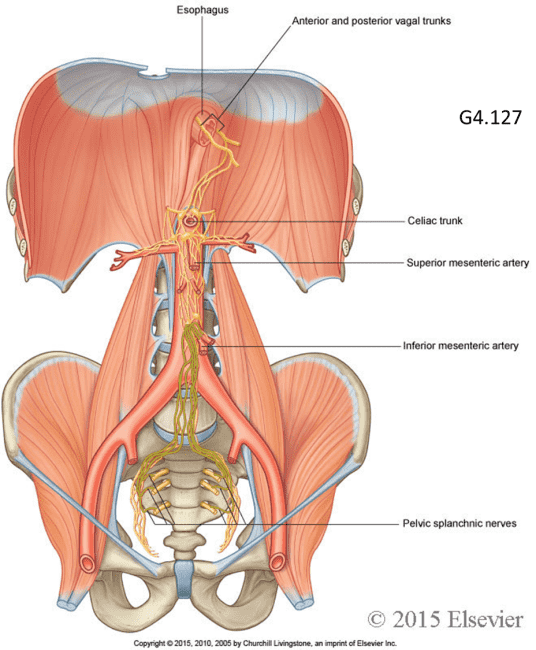 Esophagus
Anterior and posterior vagal trunks
G4.127
Celiac trunk
Superior mesenteric artery
Inferior mesenteric artery
Pelvic splanchnic nerves
© 2015 Elsevier
Copyright © 2015, 2010, 2005 by Churchill Livingstone, an imprint of Elsevier Inc.